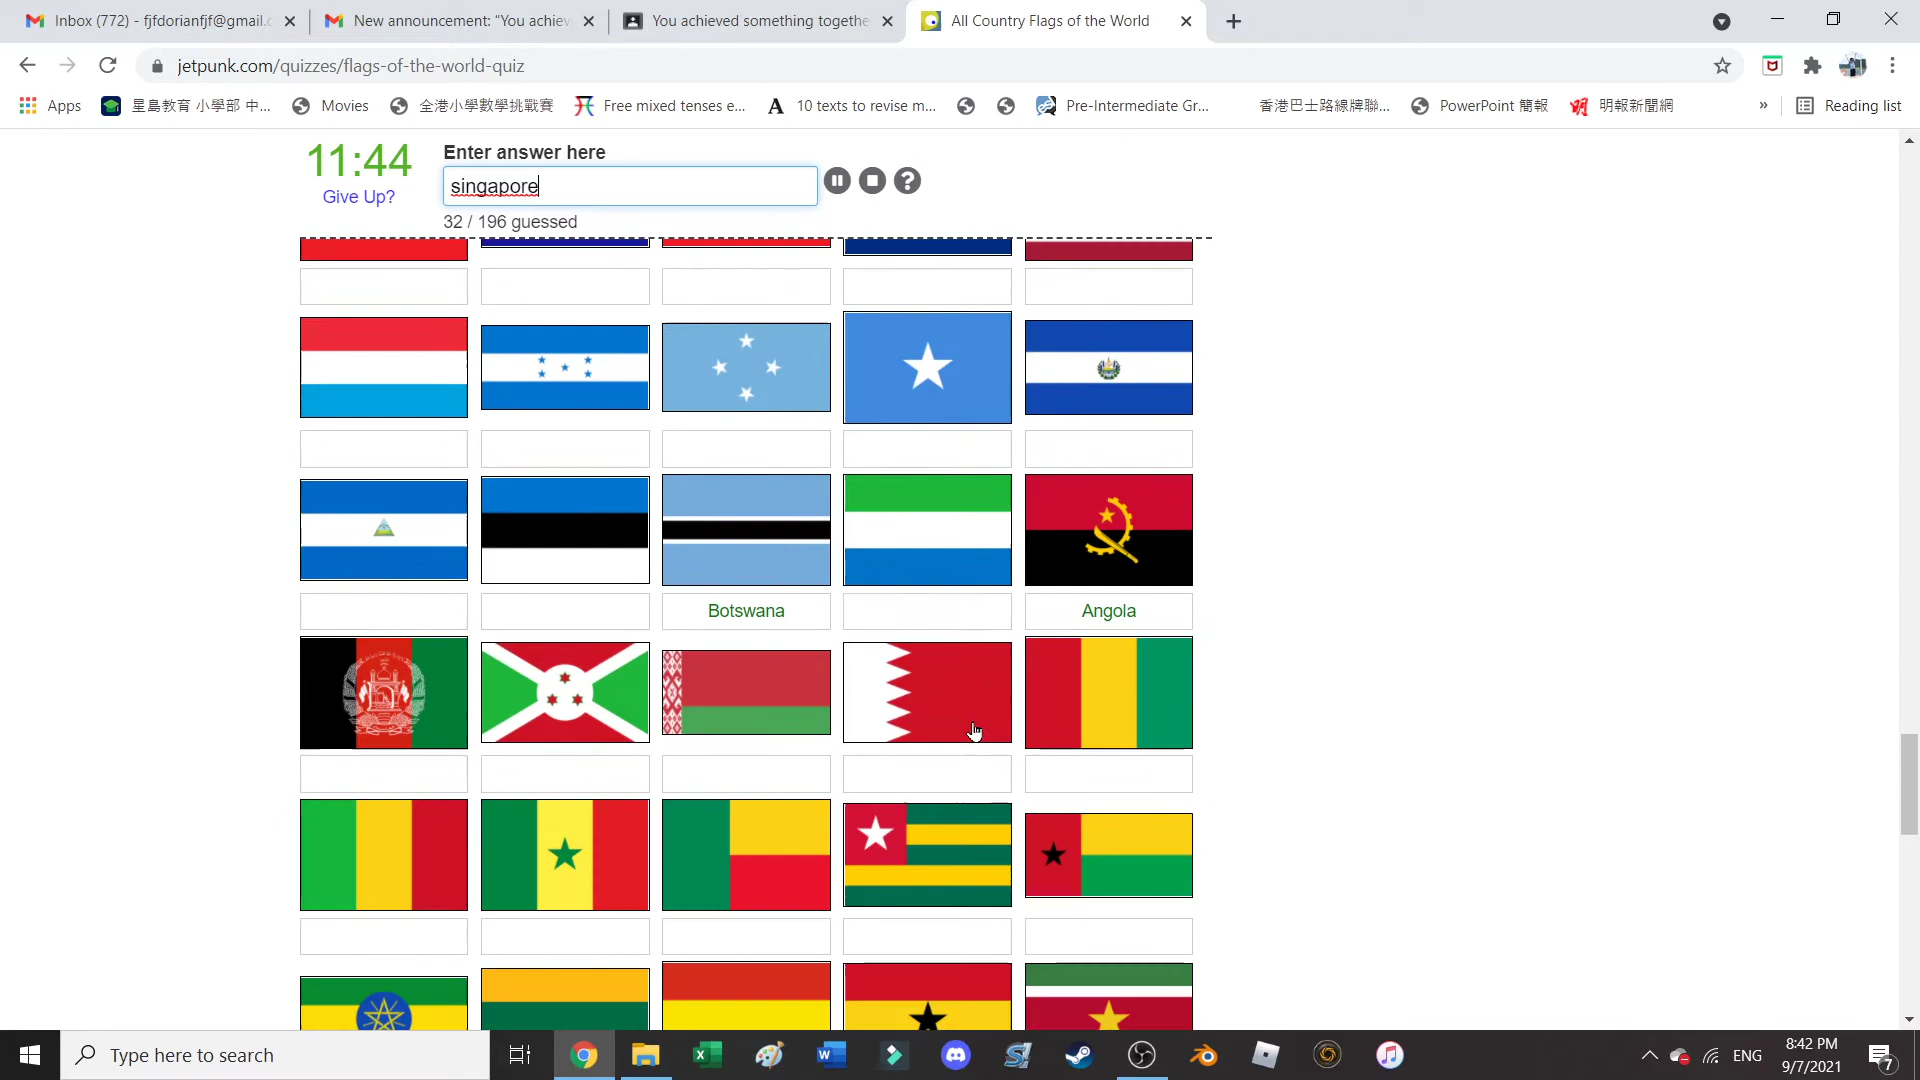 Inbox (772) - fjfdorianfjf@gmail.c
New announcement: "You achiev
You achieved something togethe
All Country Flags of the World
jetpunk.com/quizzes/flags-of-the-world-quiz
Apps
星島教育 小學部 中...
Movies
全港小學數學挑戰賽
Free mixed tenses e...
10 texts to revise m...
Pre-Intermediate Gr...
香港巴士路線牌聯...
PowerPoint 簡報
明報新聞網
»
Reading list
11:44
Give Up?
Enter answer here
singapore
32 / 196 guessed
Botswana
Angola
Type here to search
ENG
8:42 PM
9/7/2021
7